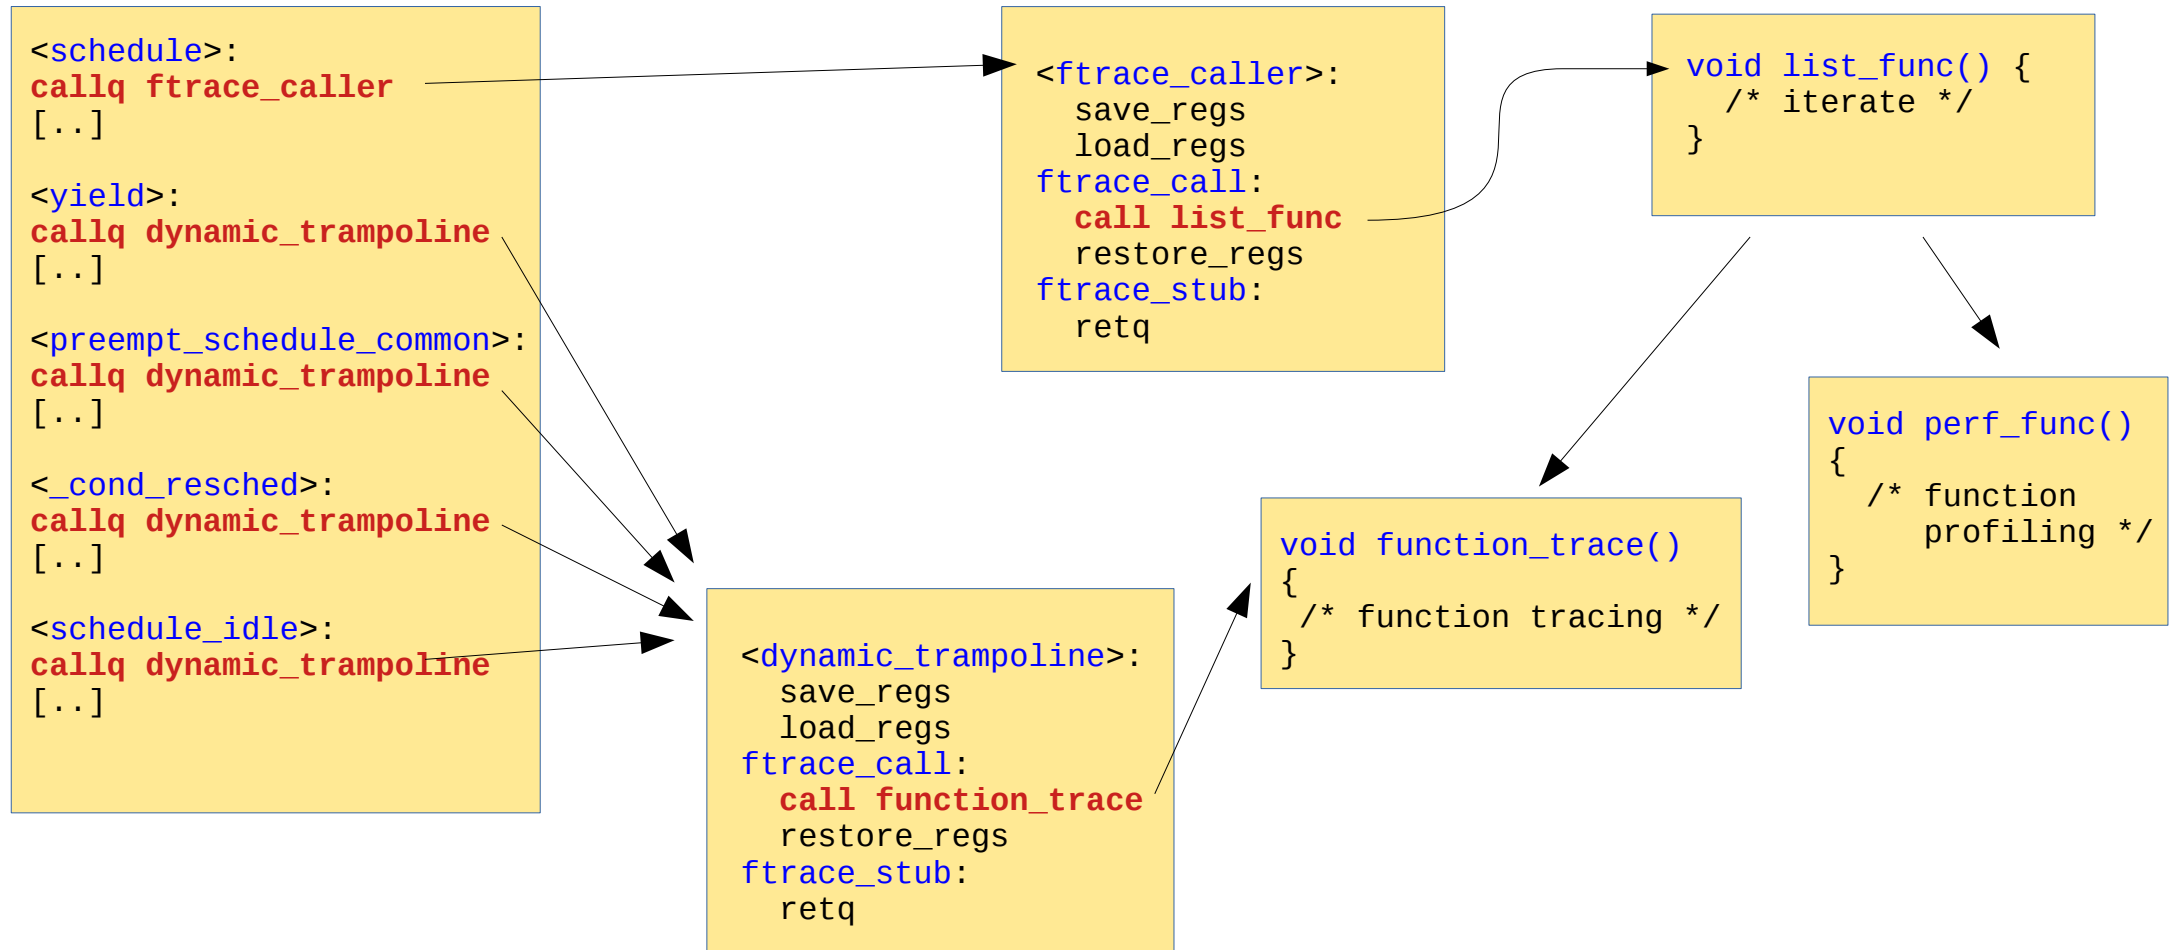 <schedule>:
callq ftrace_caller
[..]
<yield>:
callq dynamic_trampoline
[..]
<preempt_schedule_common>:
callq dynamic_trampoline
[..]
<_cond_resched>:
callq dynamic_trampoline
[..]
<schedule_idle>:
callq dynamic_trampoline
[..]
<ftrace_caller>:
save_regs
load_regs
ftrace_call:
call list_func
restore_regs
ftrace_stub:
retq
void list_func() {
/* iterate */
}
<dynamic_trampoline>:
save_regs
load_regs
ftrace_call:
call function_trace
restore_regs
ftrace_stub:
retq
void function_trace()
{
/* function tracing */
}
void perf_func()
{
/* function
profiling */
}